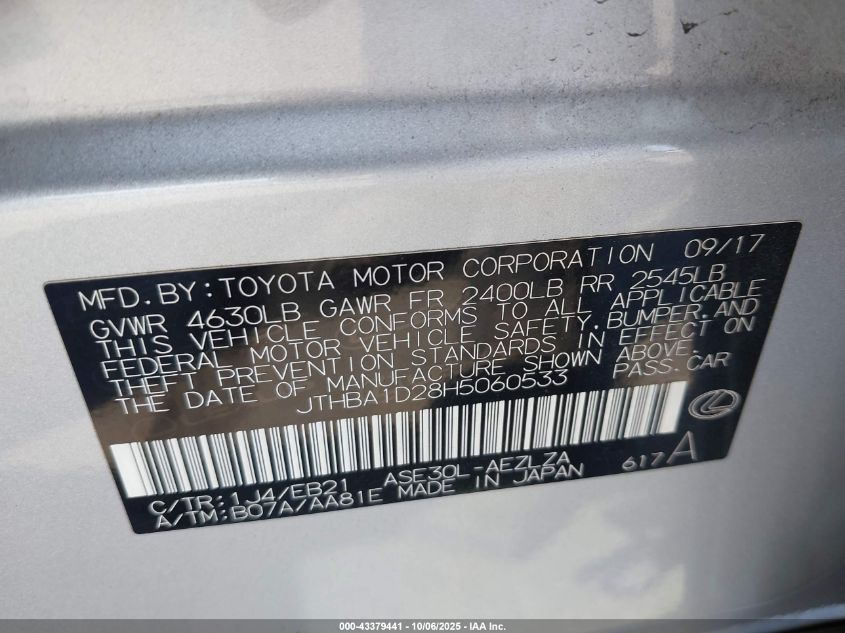 MFD. BY: TOYOTA MOTOR CORPORATION 09/17
GVWR 4630LB GAWR FR 2400LB RR 2545LB
THIS VEHICLE CONFORMS TO ALL APPLICABLE
FEDERAL MOTOR VEHICLE SAFETY, BUMPER, AND
THEFT PREVENTION STANDARDS IN EFFECT ON
THE DATE OF MANUFACTURE SHOWN ABOVE.
JTHBA1D28H5060533 PASS. CAR
C/TR: 1J4/EB21 ASE30L-AEZLZA
A/TM: B07A/AA81E MADE IN JAPAN 617A
000-43379441 - 10/06/2025 - IAA Inc.